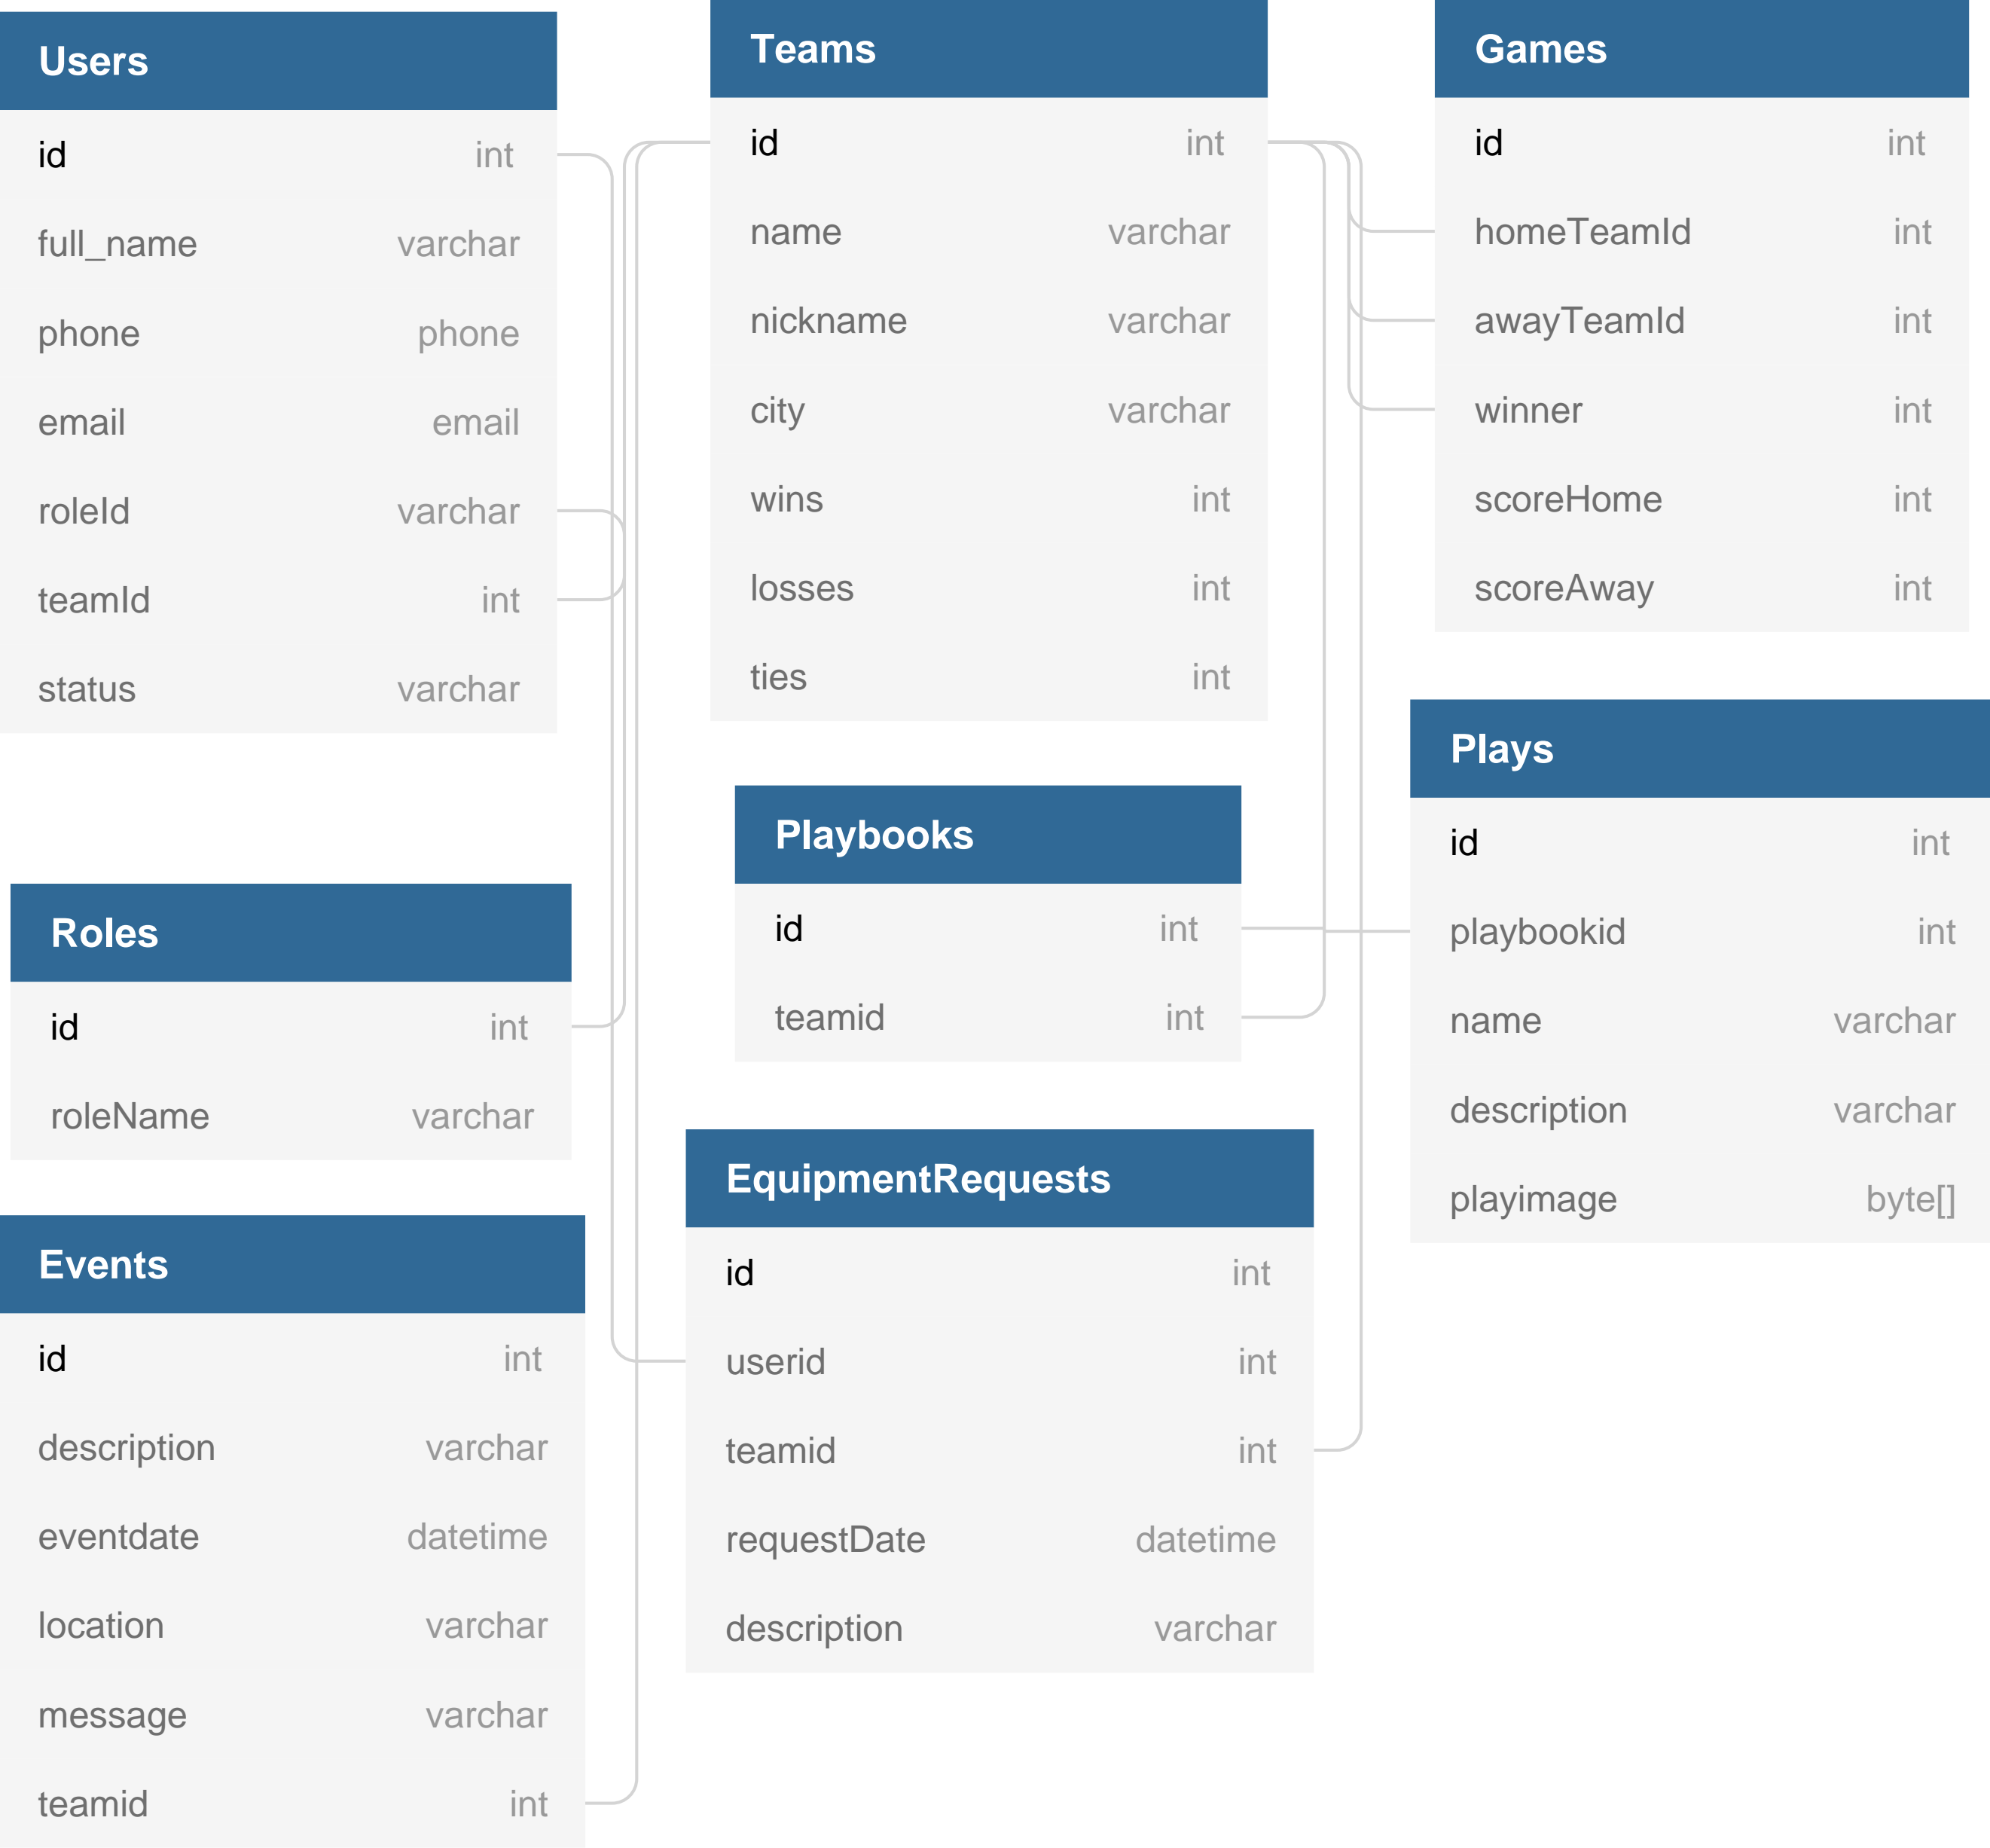 Users
id int
full_name varchar
phone phone
email email
roleId varchar
teamId int
status varchar
Teams
id int
name varchar
nickname varchar
city varchar
wins int
losses int
ties int
Games
id int
homeTeamId int
awayTeamId int
winner int
scoreHome int
scoreAway int
Roles
id int
roleName varchar
Playbooks
id int
teamid int
Plays
id int
playbookid int
name varchar
description varchar
playimage byte[]
Events
id int
description varchar
eventdate datetime
location varchar
message varchar
teamid int
EquipmentRequests
id int
userid int
teamid int
requestDate datetime
description varchar